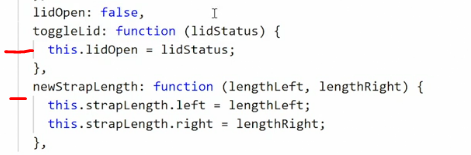 lidOpen: false,
toggleLid: function (lidStatus) {
this.lidOpen = lidStatus;
},
newStrapLength: function (lengthLeft, lengthRight) {
this.strapLength.left = lengthLeft;
this.strapLength.right = lengthRight;
},